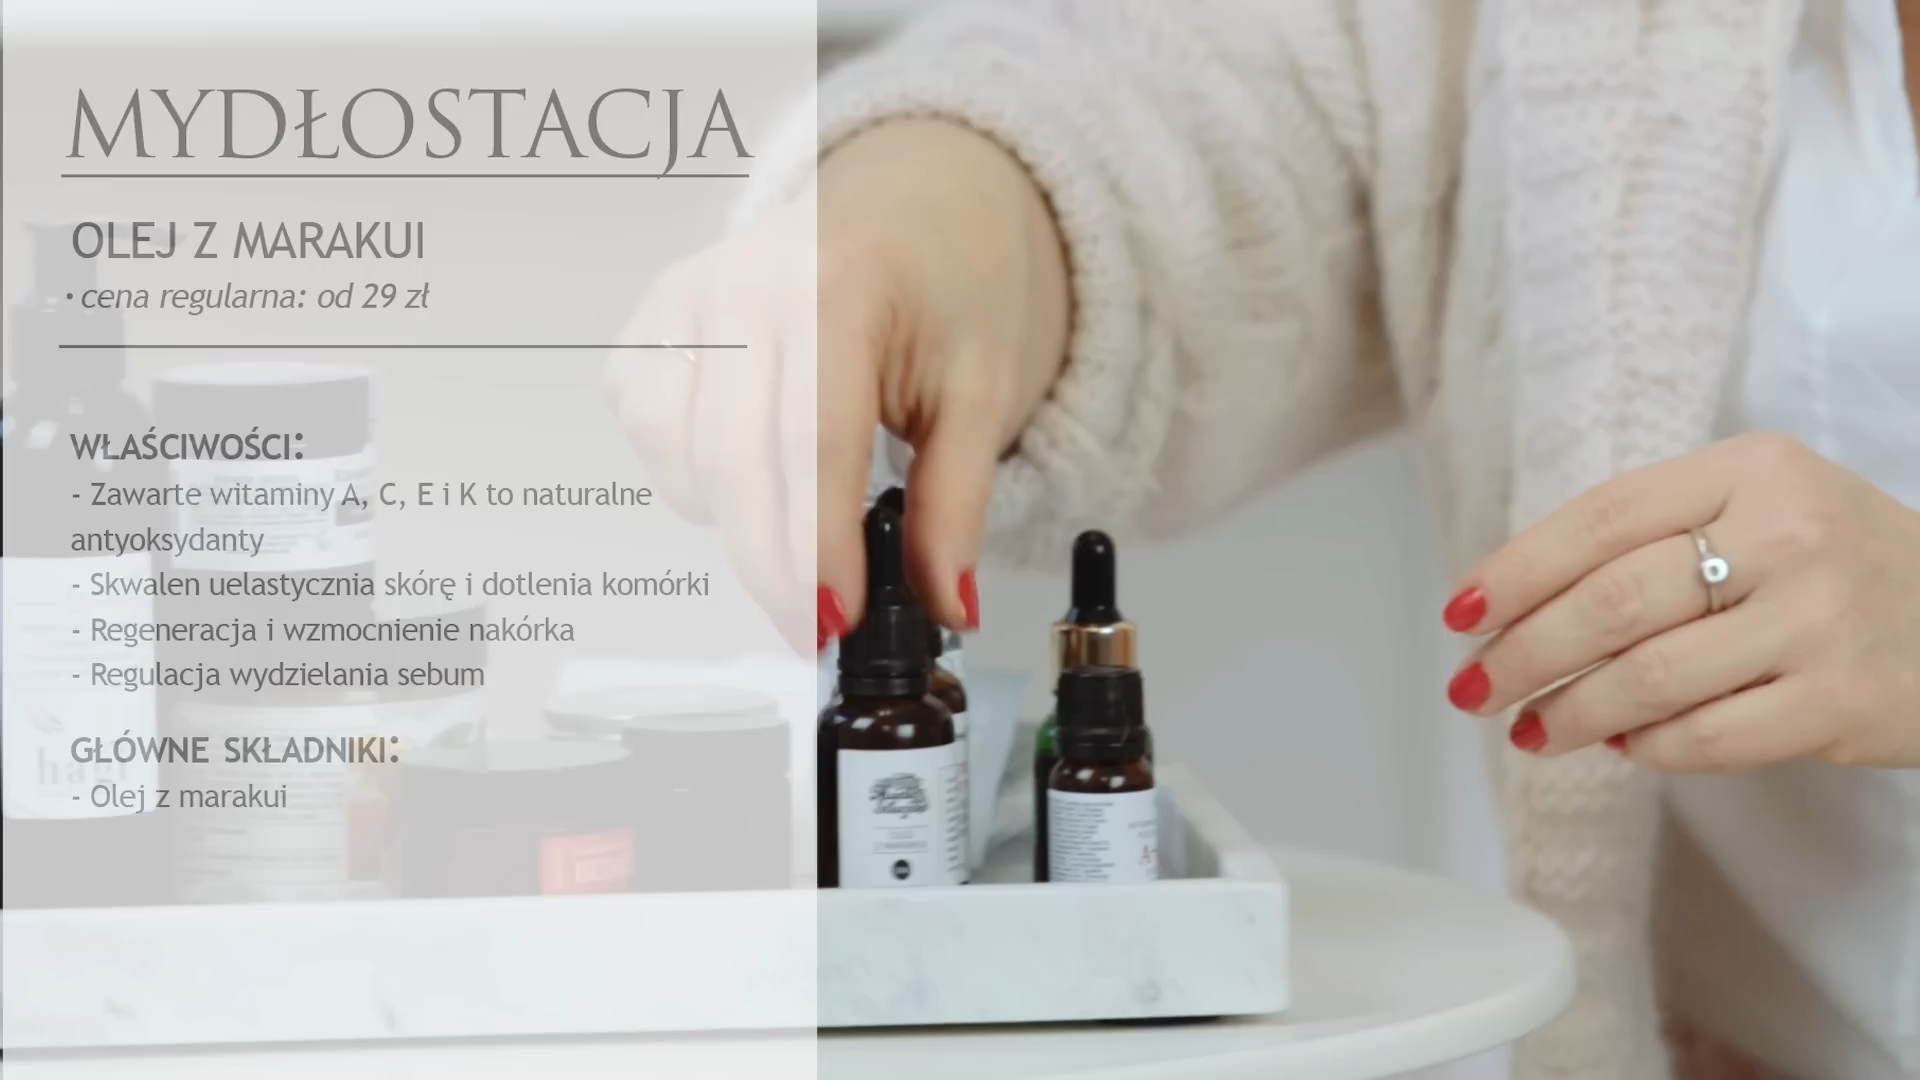 MYDŁOSTACJA
OLEJ Z MARAKUI
• cena regularna: od 29 zł
WŁAŚCIWOŚCI:
- Zawarte witaminy A, C, E i K to naturalne
antyoksydanty
- Skwalen uelastycznia skórę i dotlenia komórki
- Regeneracja i wzmocnienie nakórka
- Regulacja wydzielania sebum
GŁÓWNE SKŁADNIKI:
- Olej z marakui
hagi